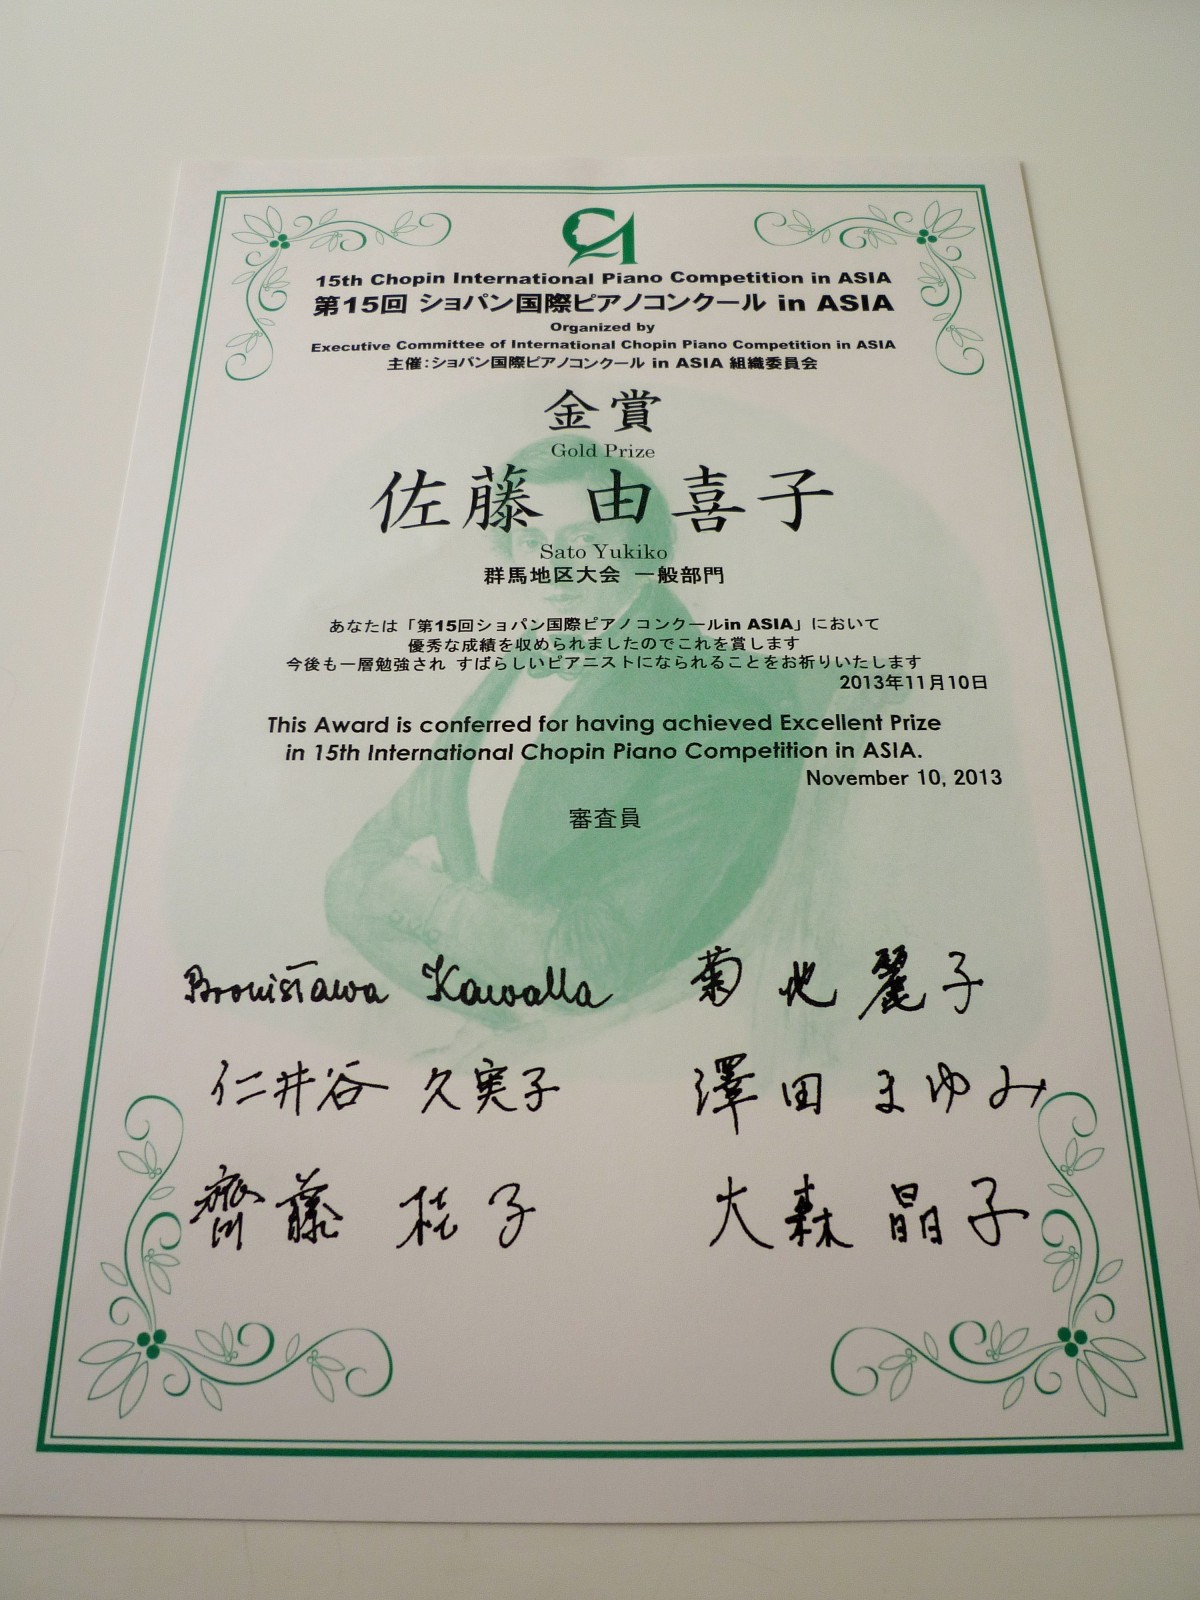 CA
15th Chopin International Piano Competition in ASIA
第15回 ショパン国際ピアノコンクール in ASIA
Organized by
Executive Committee of International Chopin Piano Competition in ASIA
主催:ショパン国際ピアノコンクール in ASIA 組織委員会
金賞
Gold Prize
佐藤 由喜子
Sato Yukiko
群馬地区大会 一般部門
あなたは「第15回ショパン国際ピアノコンクールin ASIA」において
優秀な成績を収められましたのでこれを賞します
今後も一層勉強され すばらしいピアニストになられることをお祈りいたします
2013年11月10日
This Award is conferred for having achieved Excellent Prize
in 15th International Chopin Piano Competition in ASIA.
November 10, 2013
審査員
Bronisława Kawalla 菊地麗子
仁井谷 久実子 澤田 まゆみ
齊藤 桂子 大森 晶子